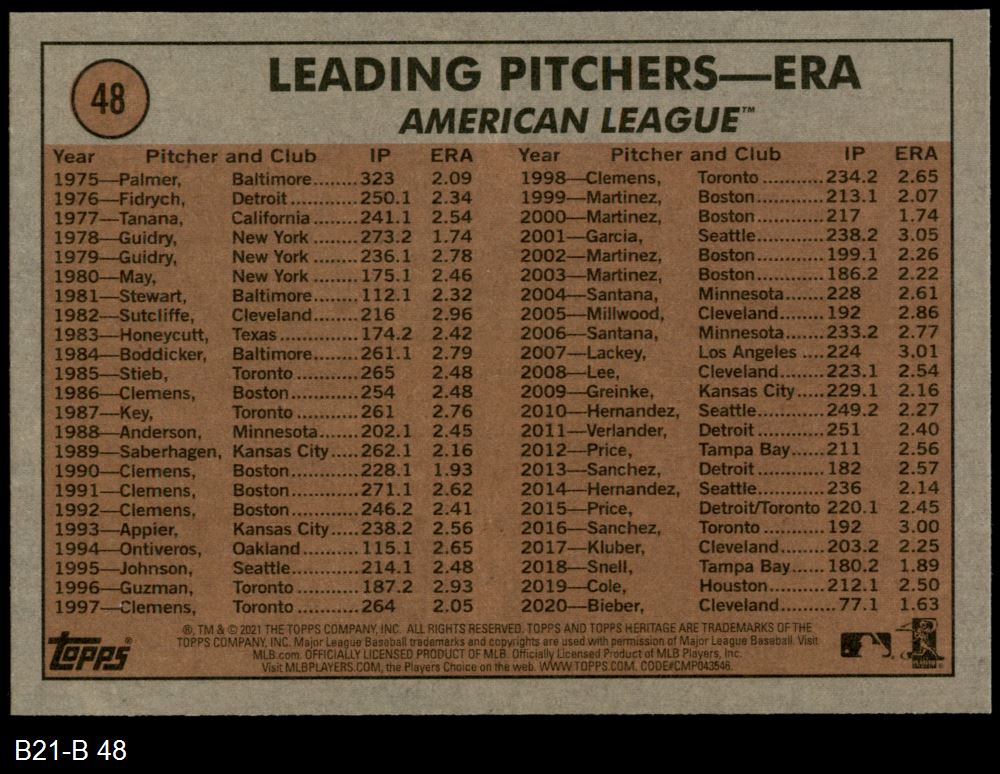 48
LEADING PITCHERS—ERA
AMERICAN LEAGUE™
Year Pitcher and Club IP ERA
1975—Palmer, Baltimore........323 2.09
1976—Fidrych, Detroit............250.1 2.34
1977—Tanana, California........241.1 2.54
1978—Guidry, New York........273.2 1.74
1979—Guidry, New York........236.1 2.78
1980—May, New York........175.1 2.46
1981—Stewart, Baltimore........112.1 2.32
1982—Sutcliffe, Cleveland........216 2.96
1983—Honeycutt, Texas..............174.2 2.42
1984—Boddicker, Baltimore........261.1 2.79
1985—Stieb, Toronto...........265 2.48
1986—Clemens, Boston............254 2.48
1987—Key, Toronto...........261 2.76
1988—Anderson, Minnesota.......202.1 2.45
1989—Saberhagen, Kansas City.....262.1 2.16
1990—Clemens, Boston............228.1 1.93
1991—Clemens, Boston............271.1 2.62
1992—Clemens, Boston............246.2 2.41
1993—Appier, Kansas City.....238.2 2.56
1994—Ontiveros, Oakland...........115.1 2.65
1995—Johnson, Seattle............214.1 2.48
1996—Guzman, Toronto...........187.2 2.93
1997—Clemens, Toronto...........264 2.05
Year Pitcher and Club IP ERA
1998—Clemens, Toronto...........234.2 2.65
1999—Martinez, Boston............213.1 2.07
2000—Martinez, Boston............217 1.74
2001—Garcia, Seattle............238.2 3.05
2002—Martinez, Boston............199.1 2.26
2003—Martinez, Boston............186.2 2.22
2004—Santana, Minnesota.......228 2.61
2005—Millwood, Cleveland........192 2.86
2006—Santana, Minnesota.......233.2 2.77
2007—Lackey, Los Angeles....224 3.01
2008—Lee, Cleveland........223.1 2.54
2009—Greinke, Kansas City.....229.1 2.16
2010—Hernandez, Seattle............249.2 2.27
2011—Verlander, Detroit............251 2.40
2012—Price, Tampa Bay......211 2.56
2013—Sanchez, Detroit............182 2.57
2014—Hernandez, Seattle............236 2.14
2015—Price, Detroit/Toronto 220.1 2.45
2016—Sanchez, Toronto...........192 3.00
2017—Kluber, Cleveland........203.2 2.25
2018—Snell, Tampa Bay......180.2 1.89
2019—Cole, Houston...........212.1 2.50
2020—Bieber, Cleveland..........77.1 1.63
®, TM & © 2021 THE TOPPS COMPANY, INC. ALL RIGHTS RESERVED. TOPPS AND TOPPS HERITAGE ARE TRADEMARKS OF THE
TOPPS COMPANY, INC. Major League Baseball trademarks and copyrights are used with permission of Major League Baseball. Visit
MLB.com. OFFICIALLY LICENSED PRODUCT OF MLB. Officially Licensed Product of MLB Players, Inc.
Visit MLBPLAYERS.COM, the Players Choice on the web. WWW.TOPPS.COM. CODE#CMP043546.
TOPPS®
B21-B 48